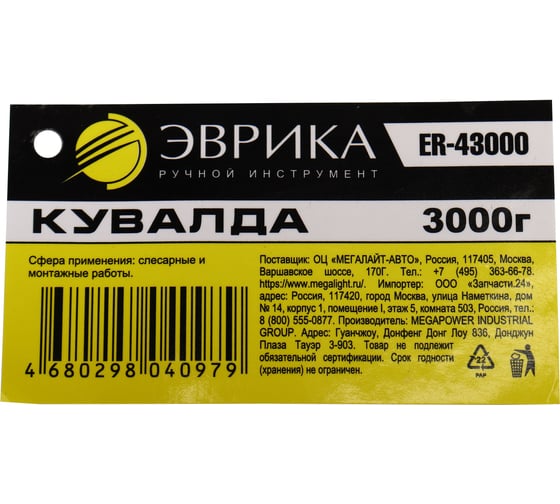 ЭВРИКА
РУЧНОЙ ИНСТРУМЕНТ
ER-43000
КУВАЛДА
3000г
Сфера применения: слесарные и
монтажные работы.
Поставщик: ОЦ «МЕГАЛАЙТ-АВТО», Россия, 117405, Москва,
Варшавское шоссе, 170Г. Тел.: +7 (495) 363-66-78.
https://www.megalight.ru/. Импортер: ООО «Запчасти.24»,
адрес: Россия, 117420, город Москва, улица Наметкина, дом
№ 14, корпус 1, помещение I, этаж 5, комната 503, Россия, тел.:
8 (800) 555-0877. Производитель: MEGAPOWER INDUSTRIAL
GROUP. Адрес: Гуанчжоу, Донфенг Донг Лоу 836, Донджун
Плаза Тауэр 3-903. Товар не подлежит
обязательной сертификации. Срок годности
(хранения) не ограничен.
4 680298 040979
22
PAP